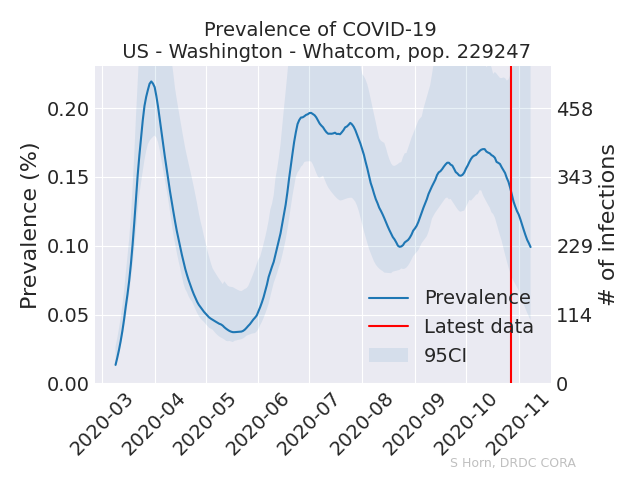 Prevalence of COVID-19
US - Washington - Whatcom, pop. 229247
Prevalence (%)
0.20
0.15
0.10
0.05
0.00
458
343
229
114
0
# of infections
Prevalence
Latest data
95CI
2020-03
2020-04
2020-05
2020-06
2020-07
2020-08
2020-09
2020-10
2020-11
S Horn, DRDC CORA